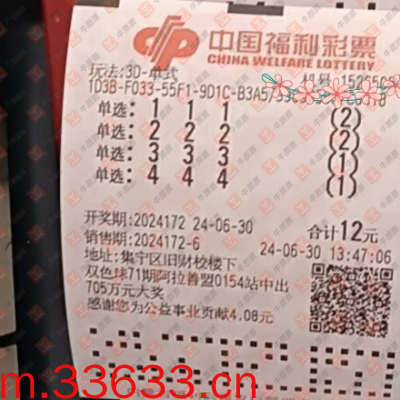 中国福利彩票
CHINA WELFARE LOTTERY
玩法:3D-单式
103B-F033-55F1-9D1C-B3A5/
单选: 1 1 1 (2)
单选: 2 2 2 (2)
单选: 3 3 3 (1)
单选: 4 4 4 (1)
开奖期:2024172 24-06-30 合计12元
销售期:2024172-6 24-06-30 13:47:06
地址:集宁区旧财校楼下
双色球71期阿拉善盟0154站中出
705万元大奖
感谢您为公益事业贡献4.08元
m.33633.cn